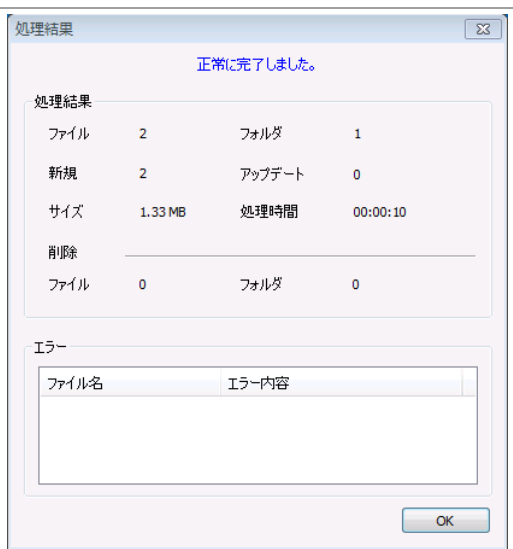 処理結果
正常に完了しました。
処理結果
ファイル 2 フォルダ 1
新規 2 アップデート 0
サイズ 1.33 MB 処理時間 00:00:10
削除
ファイル 0 フォルダ 0
エラー
ファイル名 エラー内容
OK